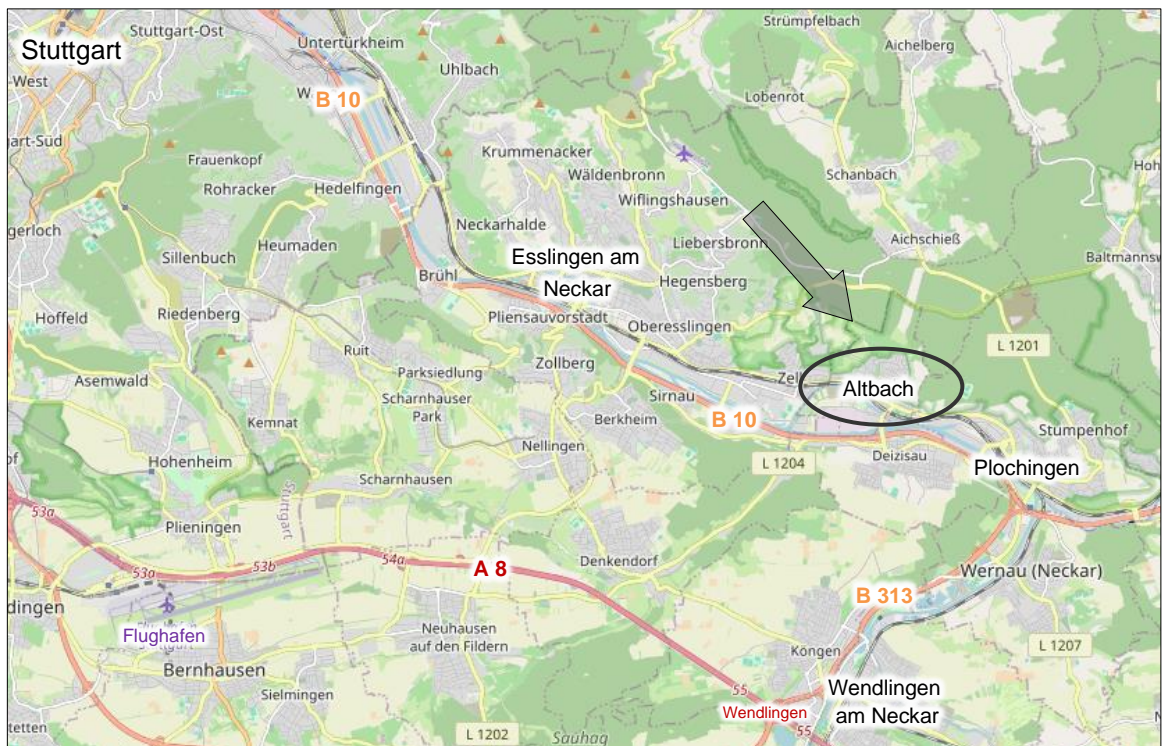 Strümpfelbach
Stuttgart-Ost
Aichelberg
Untertürkheim
Stuttgart
Uhlbach
West
B 10
Lobenrot
art-Süd
Krummenacker
Frauenkopf
Wäldenbronn
Schanbach
Rohracker
Hedelfingen
Wiflingshausen
Neckarhalde
gerloch
Heumaden
Liebersbronn
Aichschieß
Sillenbuch
Esslingen am
Neckar
Brühl
Hegensberg
Baltmannsw
Hoffeld
Riedenberg
Pliensauvorstadt
Oberesslingen
L 1201
Ruit
Zollberg
Asemwald
Parksiedlung
Zell
Altbach
Scharnhauser
Park
Sirnau
Kemnat
Berkheim
B 10
Stumpenhof
Nellingen
Deizisau
Hohenheim
L 1204
Plochingen
Scharnhausen
53a
Stuttgart
Plieningen
54a
53a
53b
A 8
Denkendorf
Wernau (Neckar)
dingen
B 313
Flughafen
Neuhausen
auf den Fildern
Bernhausen
Köngen
L 1207
Sielmingen
55
Wendlingen
am Neckar
Wendlingen
tetten
L 1202
Sauhag
55